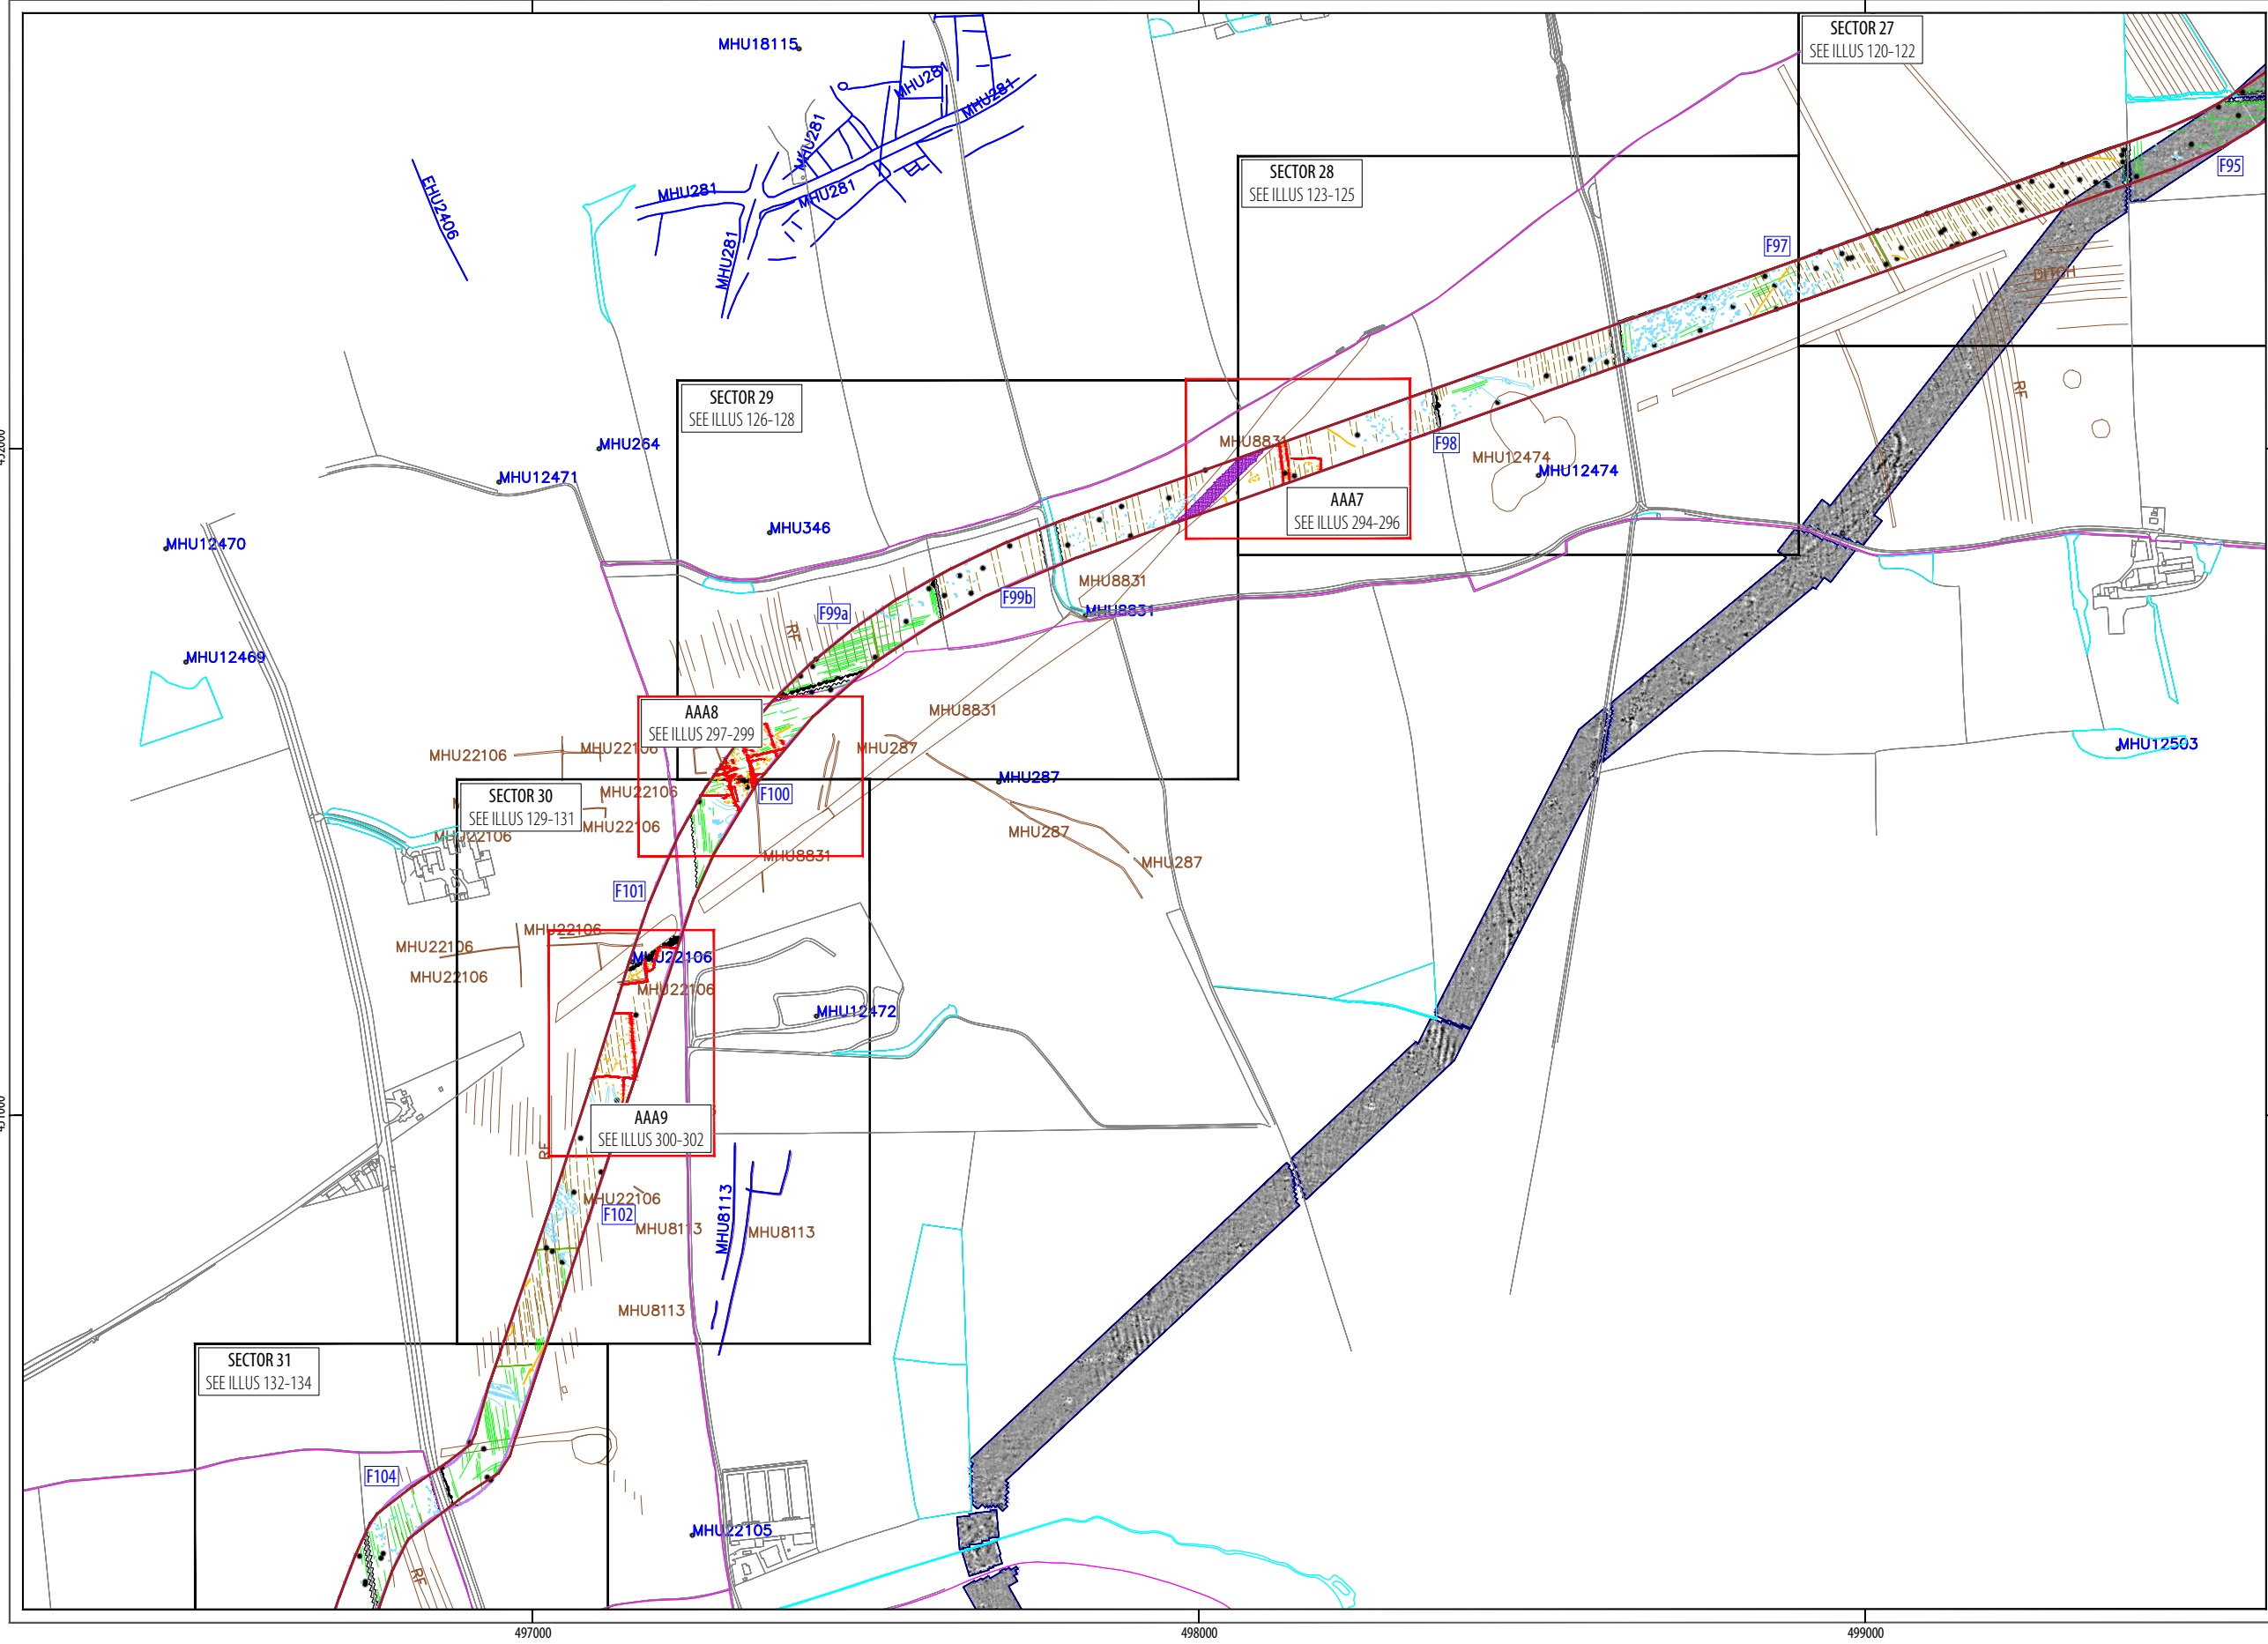 SECTOR 27
SEE ILLUS 120-122
MHU18115
MHU281
MHU281
MHU281
MHU281
MHU281
MHU281
EHU2406
SECTOR 28
SEE ILLUS 123-125
F95
F97
DITCH
RF
SECTOR 29
SEE ILLUS 126-128
MHU264
MHU12471
MHU8831
F98
MHU12474
MHU12474
AAA7
SEE ILLUS 294-296
MHU346
MHU12470
MHU8831
F99b
MHU8831
F99a
RF
MHU12469
AAA8
SEE ILLUS 297-299
MHU8831
MHU22106
MHU22106
MHU287
MHU12503
MHU287
SECTOR 30
SEE ILLUS 129-131
MHU22106
F100
MHU22106
MHU22106
MHU287
MHU8831
MHU287
F101
MHU22106
MHU22106
MHU22106
MHU22106
MHU22106
MHU12472
AAA9
SEE ILLUS 300-302
RF
MHU22106
F102
MHU8113
MHU8113
MHU8113
MHU8113
SECTOR 31
SEE ILLUS 132-134
F104
MHU22105
RF
497000
498000
499000